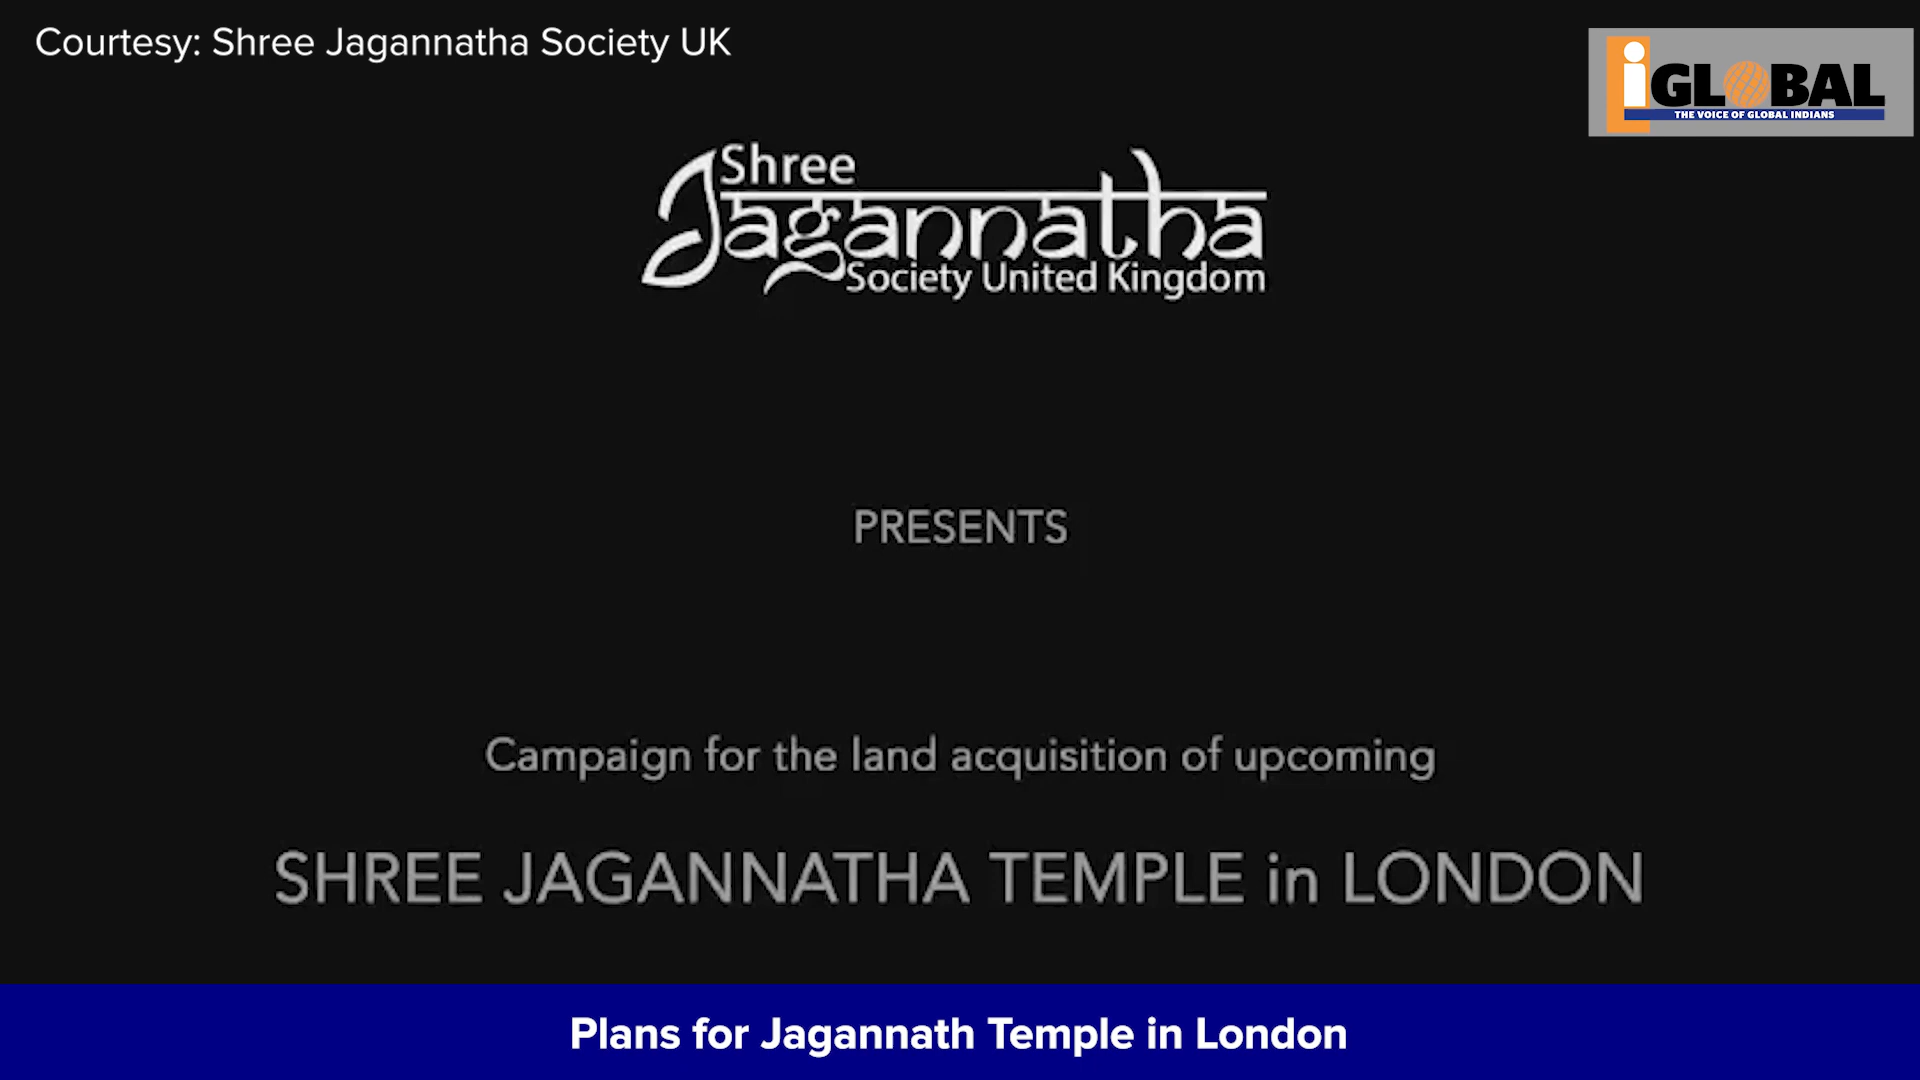 Courtesy: Shree Jagannatha Society UK
iGLOBAL
THE VOICE OF GLOBAL INDIANS
Shree
Jagannatha
Society United Kingdom
PRESENTS
Campaign for the land acquisition of upcoming
SHREE JAGANNATHA TEMPLE in LONDON
Plans for Jagannath Temple in London